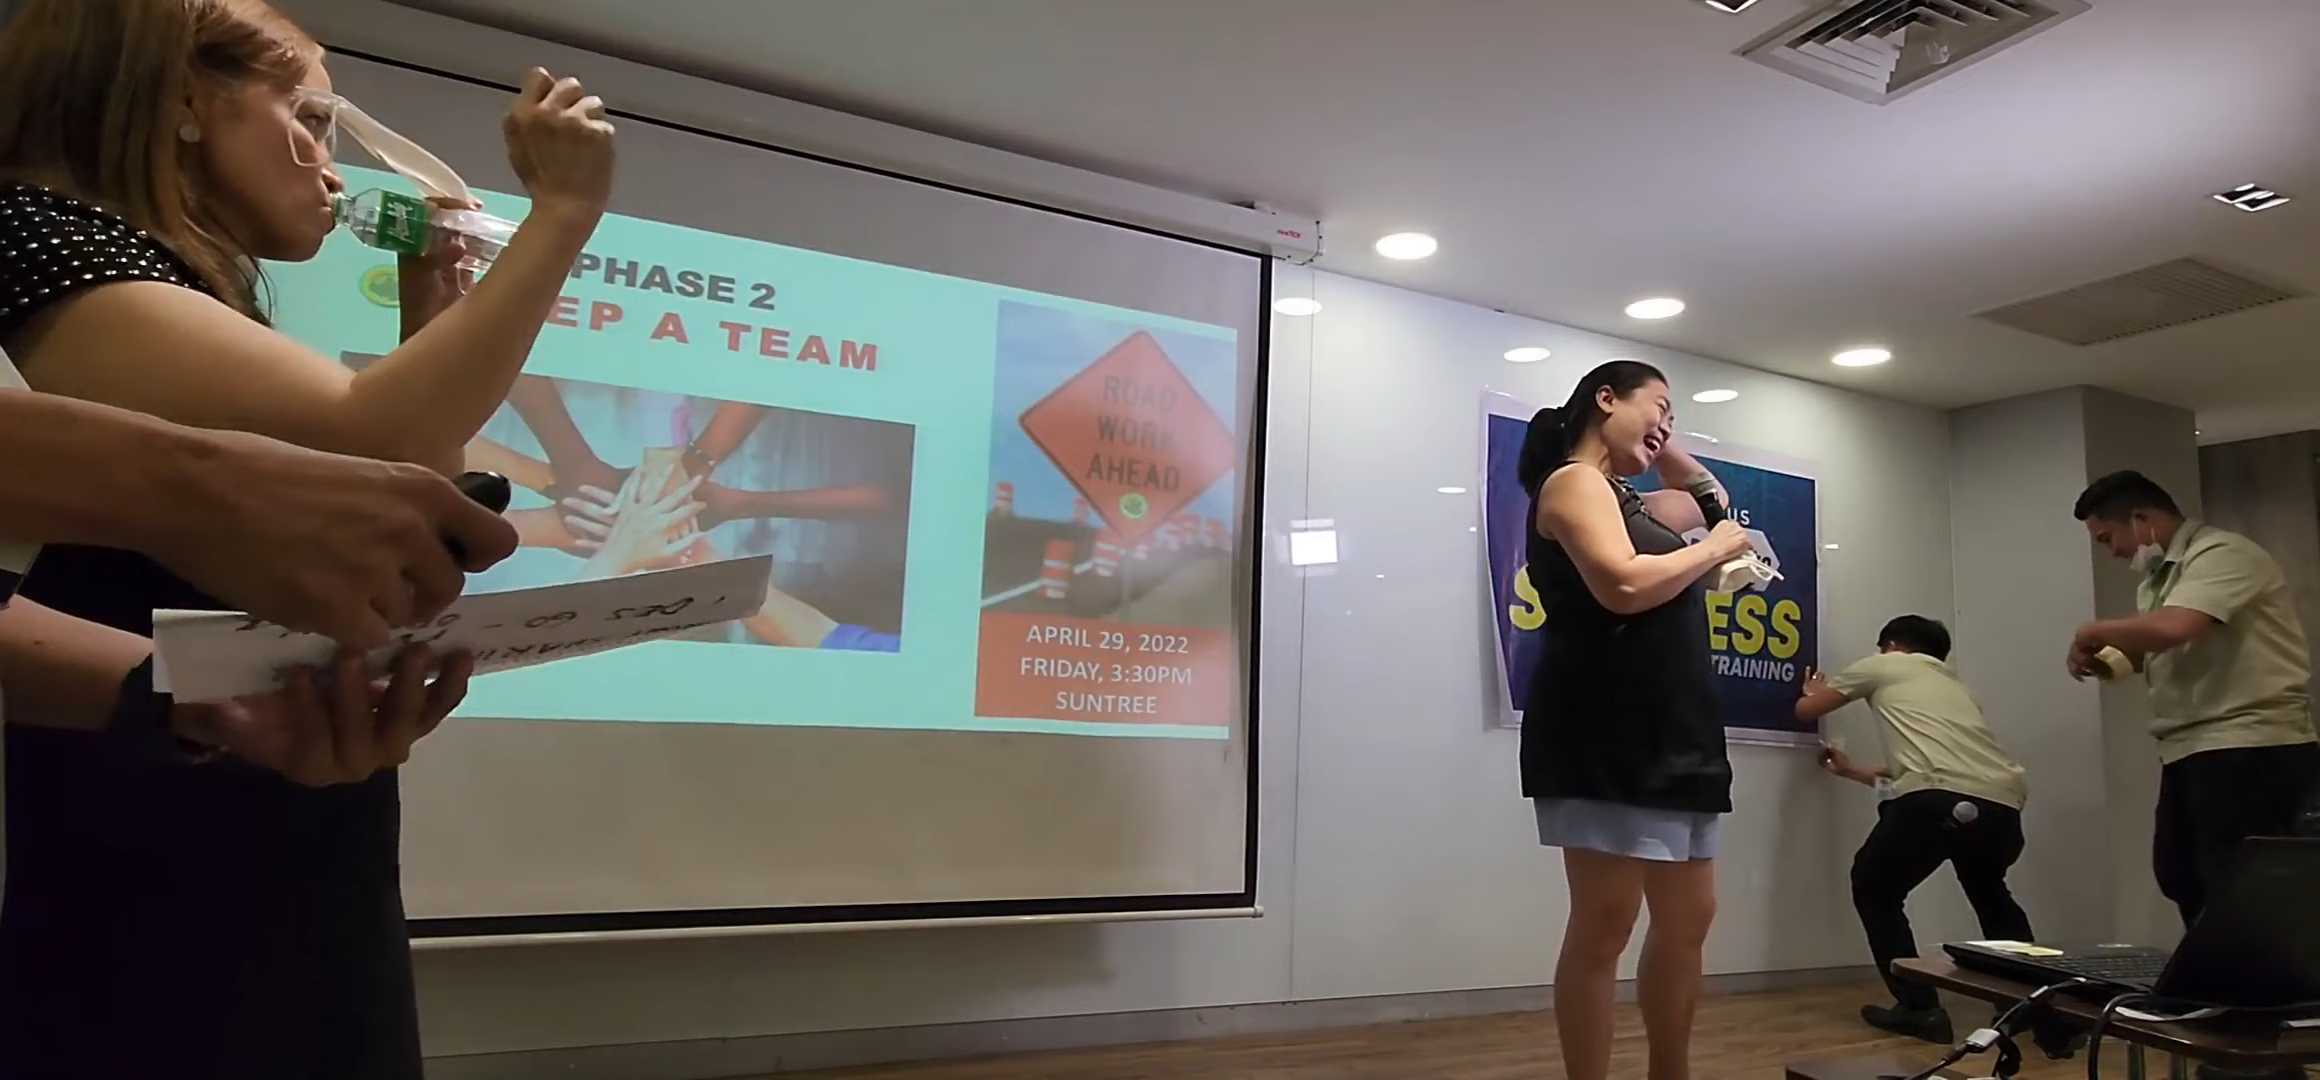 PHASE 2
EP A TEAM
ROAD
WORK
AHEAD
APRIL 29, 2022
FRIDAY, 3:30PM
SUNTREE
US
S ESS
TRAINING